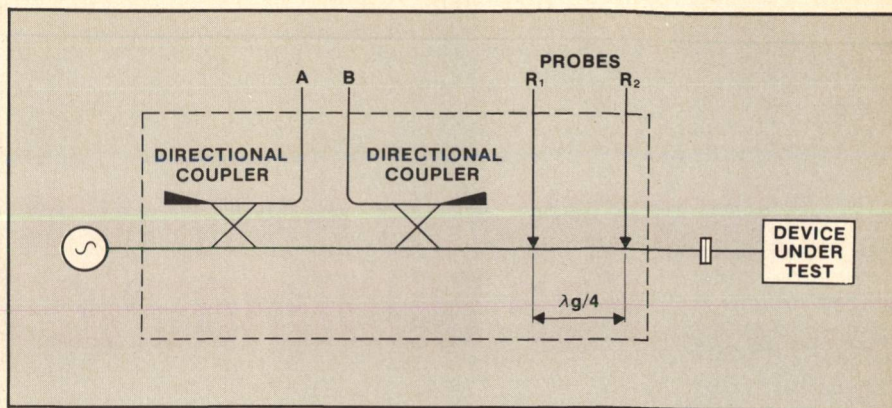 PROBES
A B R₁ R₂
DIRECTIONAL COUPLER
DIRECTIONAL COUPLER
DEVICE UNDER TEST
λg/4